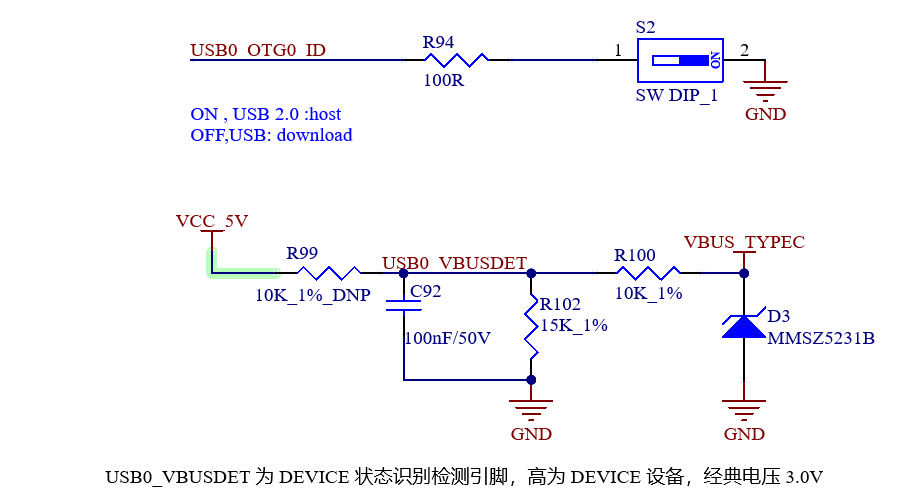 S2
USB0_OTG0_ID
R94
1
ON
2
100R
SW DIP_1
GND
ON , USB 2.0 :host
OFF,USB: download
VCC_5V
R99
USB0_VBUSDET
R100
VBUS_TYPEC
10K_1%_DNP
C92
10K_1%
R102
15K_1%
D3
100nF/50V
MMSZ5231B
GND
GND
USB0_VBUSDET 为 DEVICE 状态识别检测引脚，高为 DEVICE 设备，经典电压 3.0V